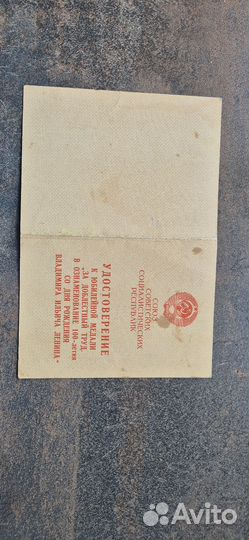 СОЮЗ
СОВЕТСКИХ
СОЦИАЛИСТИЧЕСКИХ
РЕСПУБЛИК
УДОСТОВЕРЕНИЕ
К ЮБИЛЕЙНОЙ МЕДАЛИ
„ЗА ДОБЛЕСТНЫЙ ТРУД.
В ОЗНАМЕНОВАНИЕ 100-летия
СО ДНЯ РОЖДЕНИЯ
ВЛАДИМИРА ИЛЬИЧА ЛЕНИНА“
Avito